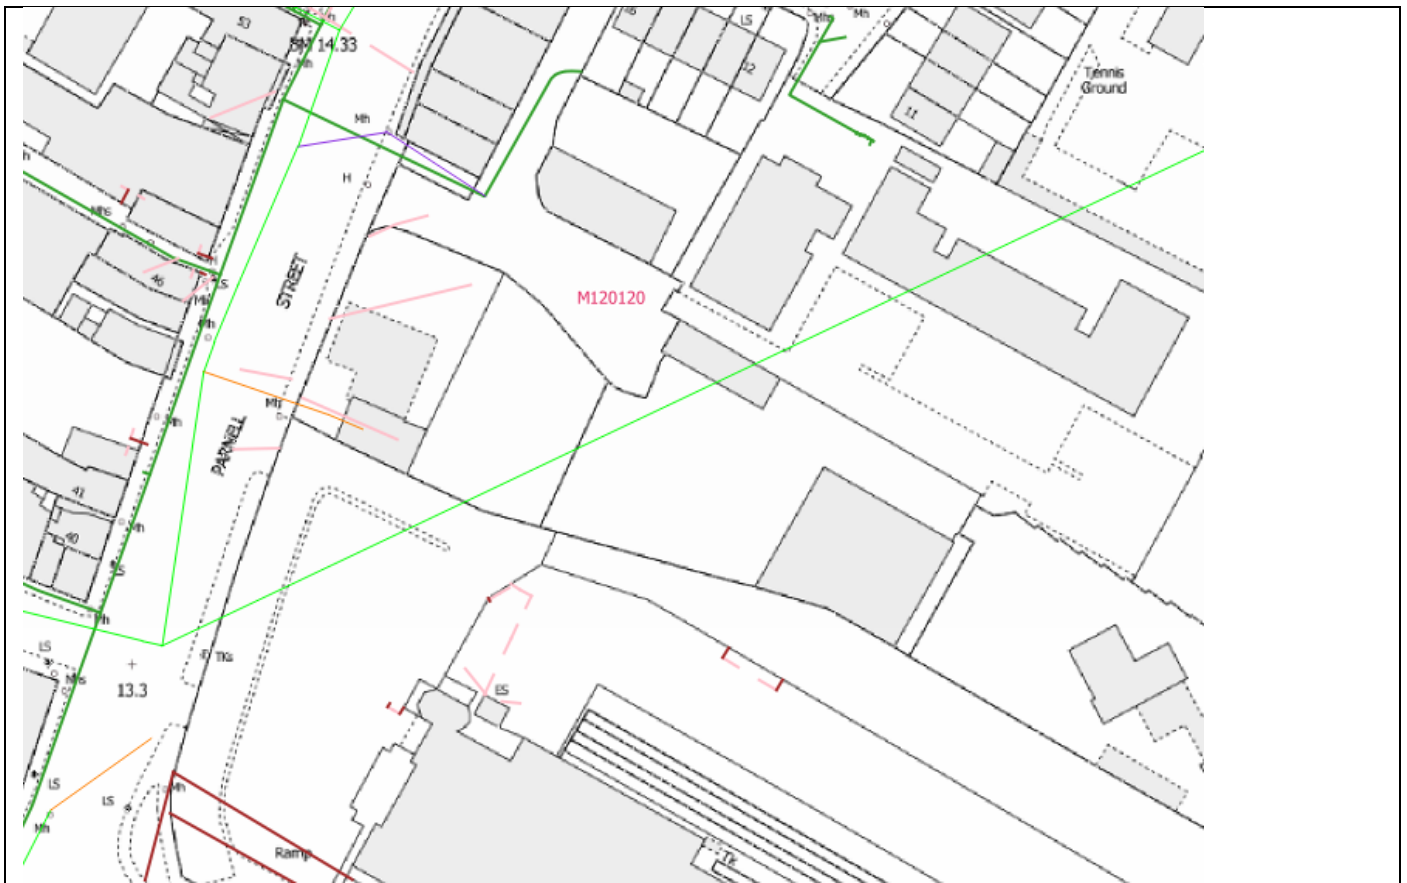 53
BM 14.33
Mh
LS
Mh
Mh
12
Tennis
Ground
Mh
11
H
Mhs
46
LS
Mh
Mh
STREET
M120120
Mh
Mh
PARNELL
41
40
Mh
LS
Mh
LS
Mhs
TKs
13.3
ES
LS
Mh
LS
Mh
Ramp
Tk